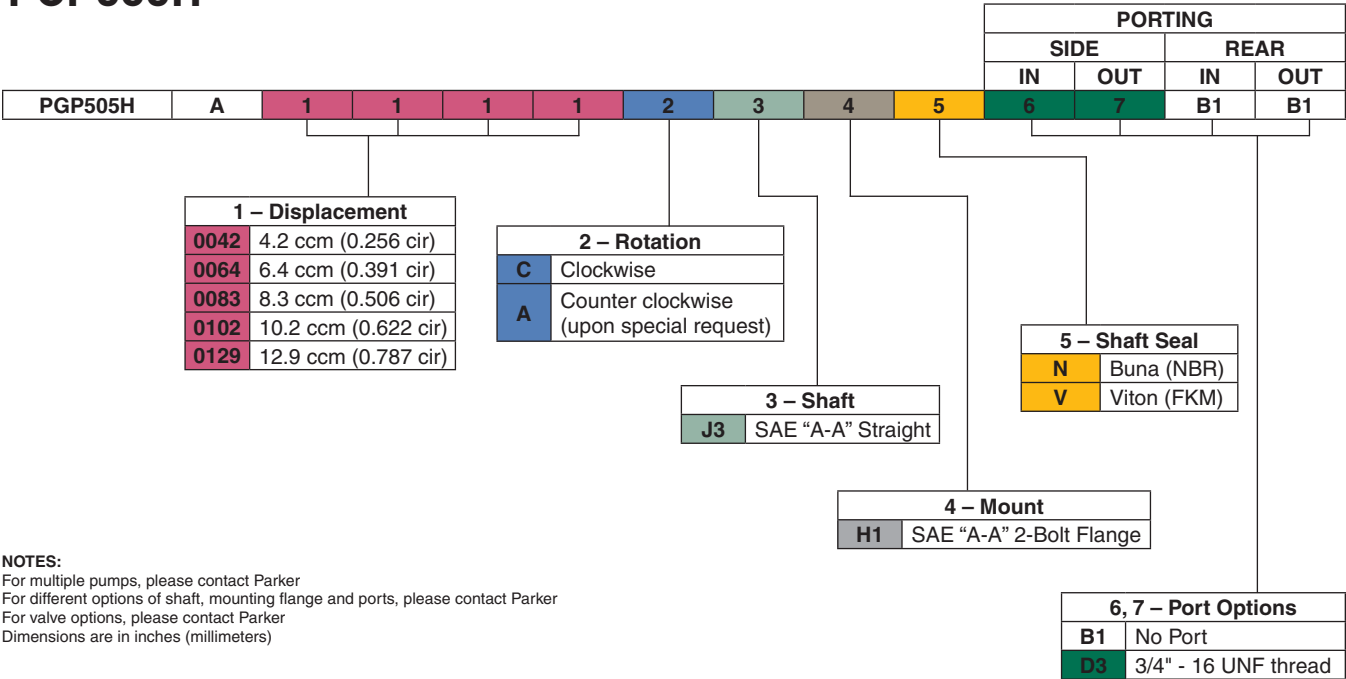 PORTING
SIDE REAR
IN OUT IN OUT
PGP505H A 1 1 1 1 2 3 4 5 6 7 B1 B1
1 – Displacement
0042 4.2 ccm (0.256 cir)
0064 6.4 ccm (0.391 cir)
0083 8.3 ccm (0.506 cir)
0102 10.2 ccm (0.622 cir)
0129 12.9 ccm (0.787 cir)
2 – Rotation
C Clockwise
A Counter clockwise
(upon special request)
3 – Shaft
J3 SAE “A-A” Straight
4 – Mount
H1 SAE “A-A” 2-Bolt Flange
5 – Shaft Seal
N Buna (NBR)
V Viton (FKM)
6, 7 – Port Options
B1 No Port
D3 3/4" - 16 UNF thread
NOTES:
For multiple pumps, please contact Parker
For different options of shaft, mounting flange and ports, please contact Parker
For valve options, please contact Parker
Dimensions are in inches (millimeters)